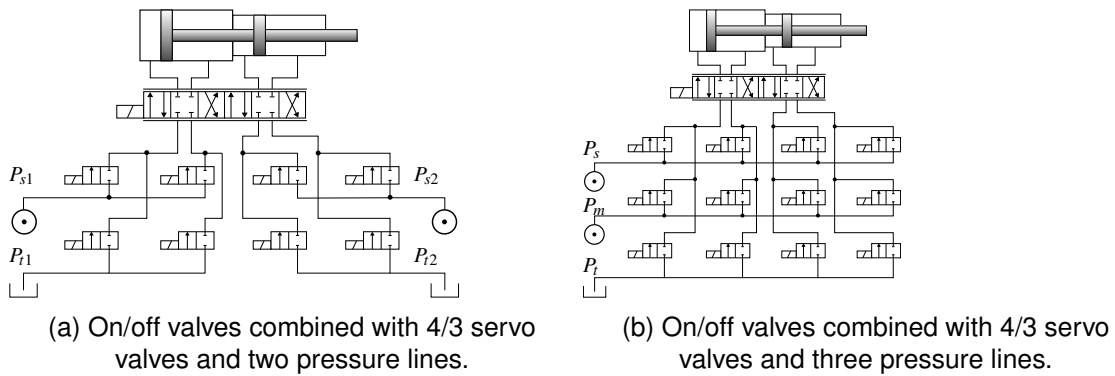 P_s1
P_s2
P_t1
P_t2
P_s
P_m
P_t
(a) On/off valves combined with 4/3 servo
valves and two pressure lines.
(b) On/off valves combined with 4/3 servo
valves and three pressure lines.